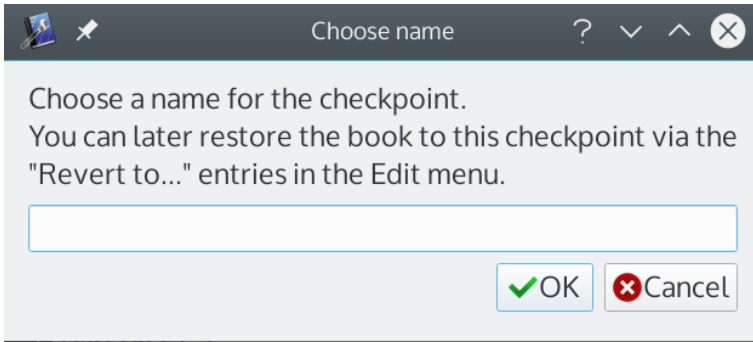 Choose name
Choose a name for the checkpoint.
You can later restore the book to this checkpoint via the
"Revert to..." entries in the Edit menu.
OK
Cancel